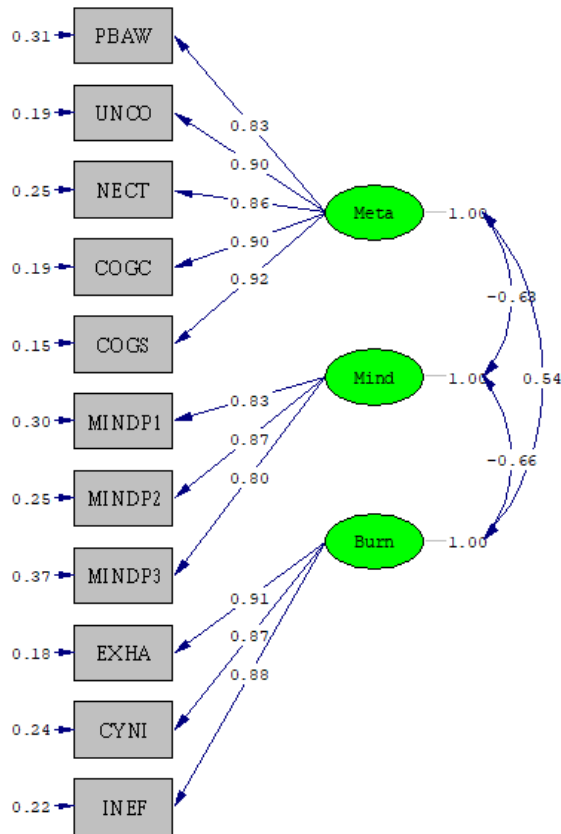 0.31 PBAW
0.83
0.19 UNCO
0.90
0.25 NECT
0.86
Meta 1.00
0.90
0.19 COGC
0.92
-0.63
0.15 COGS
Mind 1.00 0.54
0.83
0.30 MINDP1
0.87
-0.66
0.25 MINDP2
0.80
Burn 1.00
0.37 MINDP3
0.91
0.18 EXHA
0.87
0.88
0.24 CYNI
0.22 INEF